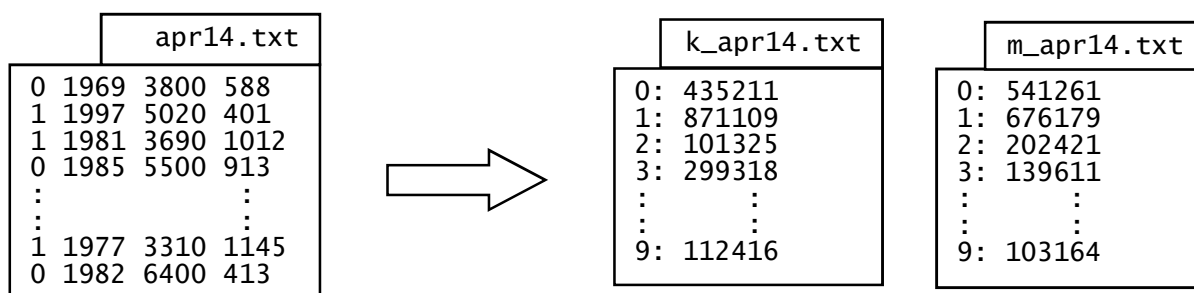 apr14.txt
0 1969 3800 588
1 1997 5020 401
1 1981 3690 1012
0 1985 5500 913
: :
: :
1 1977 3310 1145
0 1982 6400 413
k_apr14.txt
0: 435211
1: 871109
2: 101325
3: 299318
: :
: :
9: 112416
m_apr14.txt
0: 541261
1: 676179
2: 202421
3: 139611
: :
: :
9: 103164